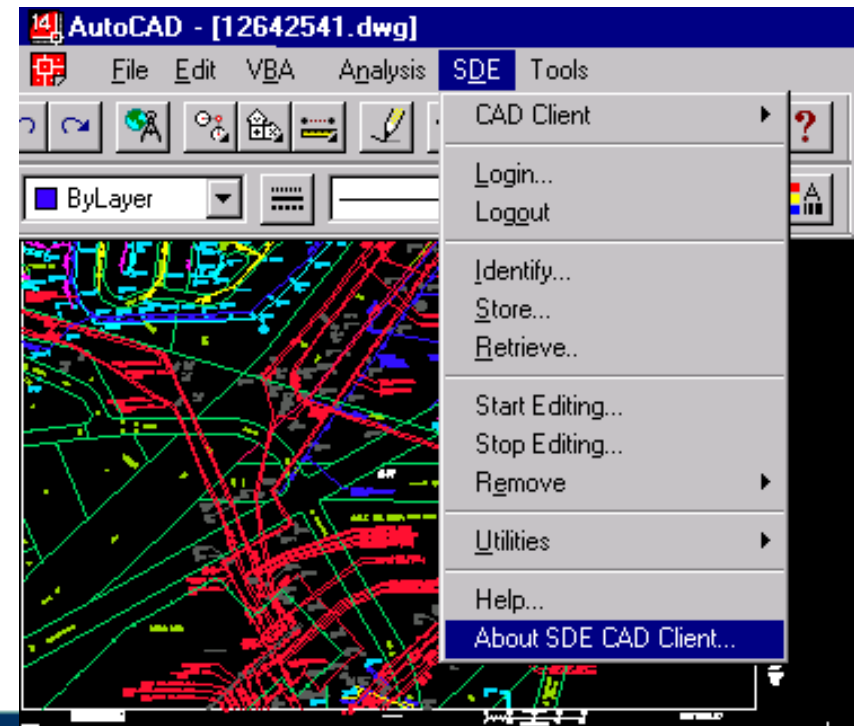 14 AutoCAD - [12642541.dwg]
File Edit VBA Analysis SDE Tools
?
ByLayer
A
CAD Client
Login...
Logout
Identify...
Store...
Retrieve..
Start Editing...
Stop Editing...
Remove
Utilities
Help...
About SDE CAD Client...